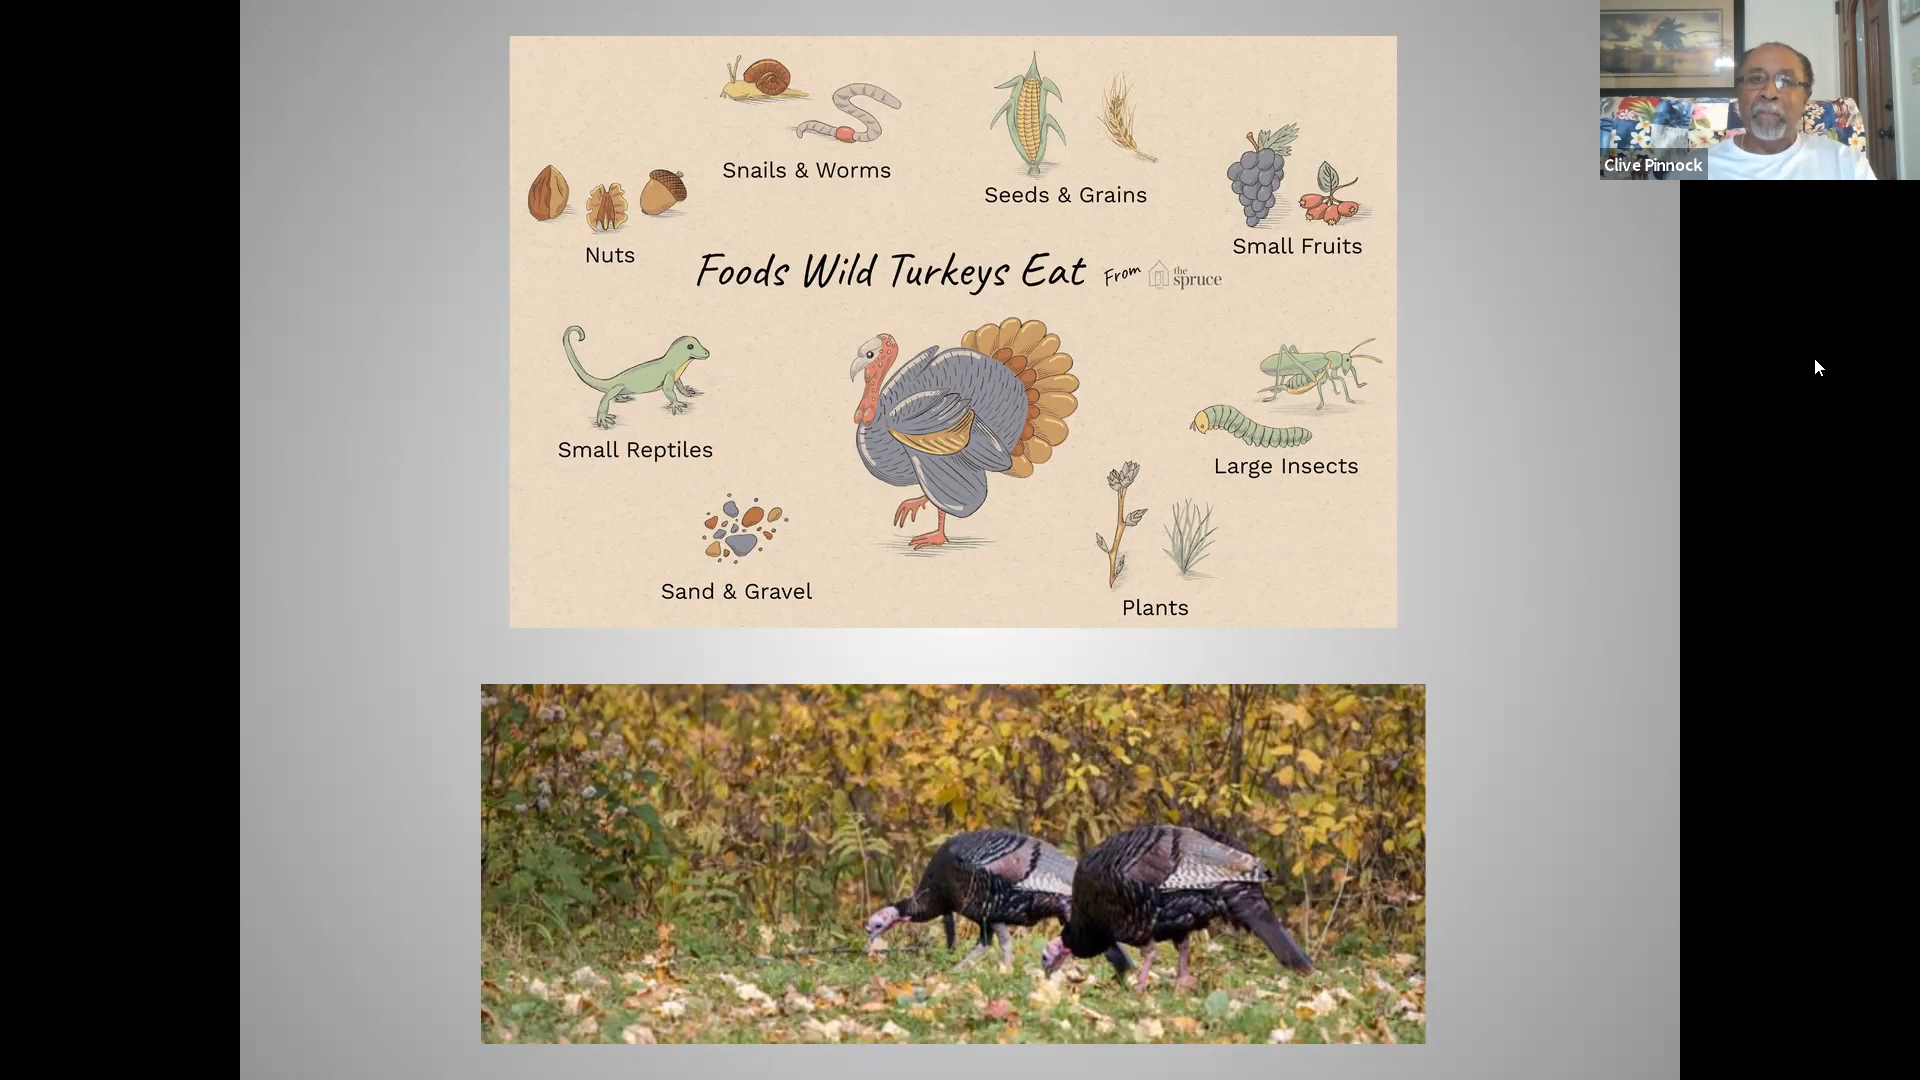 Snails & Worms
Seeds & Grains
Nuts
Small Fruits
Foods Wild Turkeys Eat From the spruce
Small Reptiles
Large Insects
Sand & Gravel
Plants
Clive Pinnock